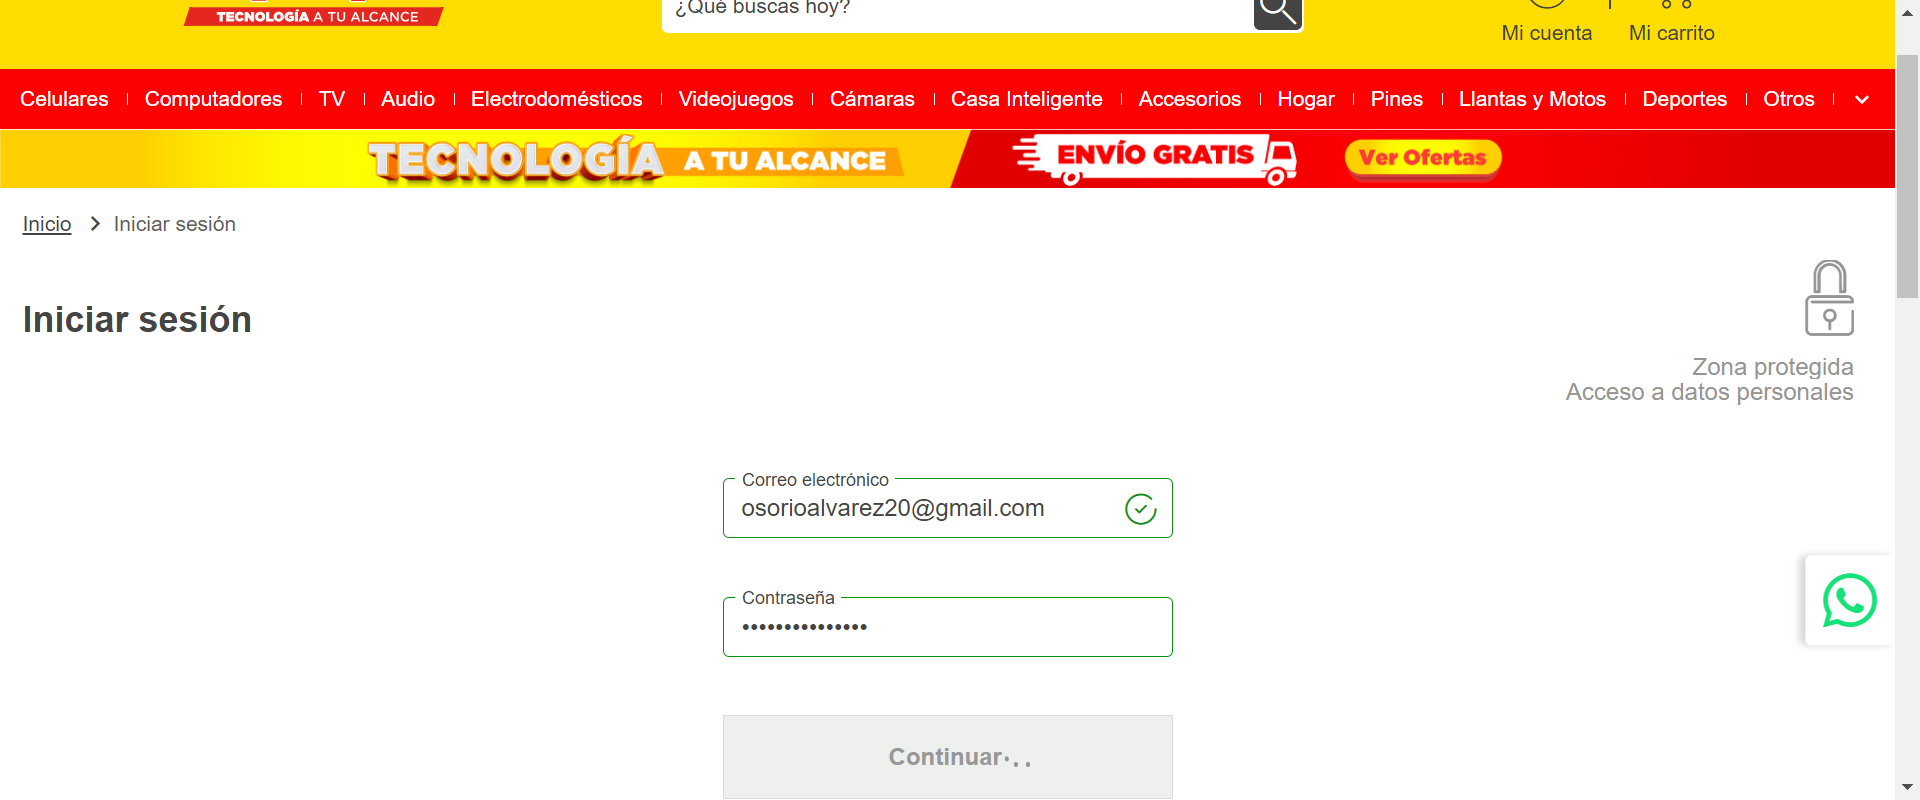 TECNOLOGÍA A TU ALCANCE
¿Qué buscas hoy?
Mi cuenta
Mi carrito
Celulares
Computadores
TV
Audio
Electrodomésticos
Videojuegos
Cámaras
Casa Inteligente
Accesorios
Hogar
Pines
Llantas y Motos
Deportes
Otros
TECNOLOGÍA A TU ALCANCE
ENVÍO GRATIS
Ver Ofertas
Inicio
Iniciar sesión
Iniciar sesión
Zona protegida
Acceso a datos personales
Correo electrónico
osorioalvarez20@gmail.com
Contraseña
•••••••••••••••
Continuar...